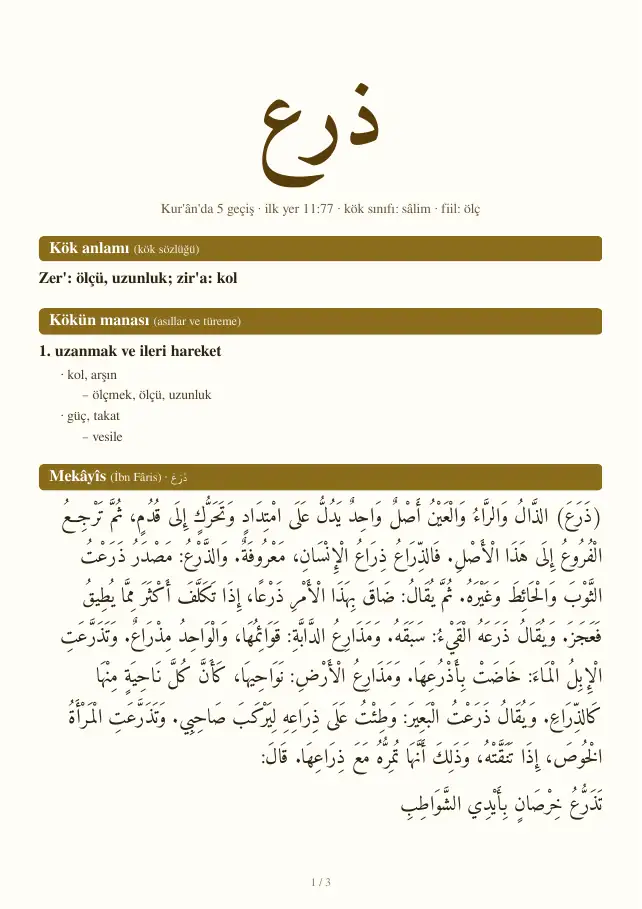 ذرع
Kur'ân'da 5 geçiş · ilk yer 11:77 · kök sınıfı: sâlim · fiil: ölç
Kök anlamı (kök sözlüğü)
Zer': ölçü, uzunluk; zir'a: kol
Kökün manası (asıllar ve türeme)
1. uzanmak ve ileri hareket
· kol, arşın
– ölçmek, ölçü, uzunluk
· güç, takat
– vesile
Mekâyîs (İbn Fâris) · ذَرَعَ
(ذَرَعَ) الذَّالُ وَالرَّاءُ وَالْعَيْنُ أَصْلٌ وَاحِدٌ يَدُلُّ عَلَى امْتِدَادٍ وَتَحَرُّكٍ إِلَى قُدُمٍ، ثُمَّ تَرْجِعُ
الْفُرُوعُ إِلَى هَذَا الْأَصْلِ. فَالذِّرَاعُ ذِرَاعُ الْإِنْسَانِ، مَعْرُوفَةٌ. وَالذَّرْعُ: مَصْدَرُ ذَرَعْتُ
الثَّوْبَ وَالْحَائِطَ وَغَيْرَهُ. ثُمَّ يُقَالُ: ضَاقَ بِهَذَا الْأَمْرِ ذَرْعًا، إِذَا تَكَلَّفَ أَكْثَرَ مِمَّا يُطِيقُ
فَعَجَزَ. وَيُقَالُ ذَرَعَهُ الْقَيْءُ: سَبَقَهُ. وَمَذَارِعُ الدَّابَّةِ: قَوَائِمُهَا، وَالْوَاحِدُ مِذْرَاعٌ. وَتَذَرَّعَتِ
الْإِبِلُ الْمَاءَ: خَاضَتْ بِأَذْرُعِهَا. وَمَذَارِعُ الْأَرْضِ: نَوَاحِيهَا، كَأَنَّ كُلَّ نَاحِيَةٍ مِنْهَا
كَالذِّرَاعِ. وَيُقَالُ ذَرَعْتُ الْبَعِيرَ: وَطِئْتُ عَلَى ذِرَاعِهِ لِيَرْكَبَ صَاحِبِي. وَتَذَرَّعَتِ الْمَرْأَةُ
الْخُوصَ، إِذَا تَنَقَّتْهُ، وَذَلِكَ أَنَّهَا تُمِرُّهُ مَعَ ذِرَاعِهَا. قَالَ:
تَذَرُّعُ خِرْصَانٍ بِأَيْدِي الشَّوَاطِبِ
1 / 3